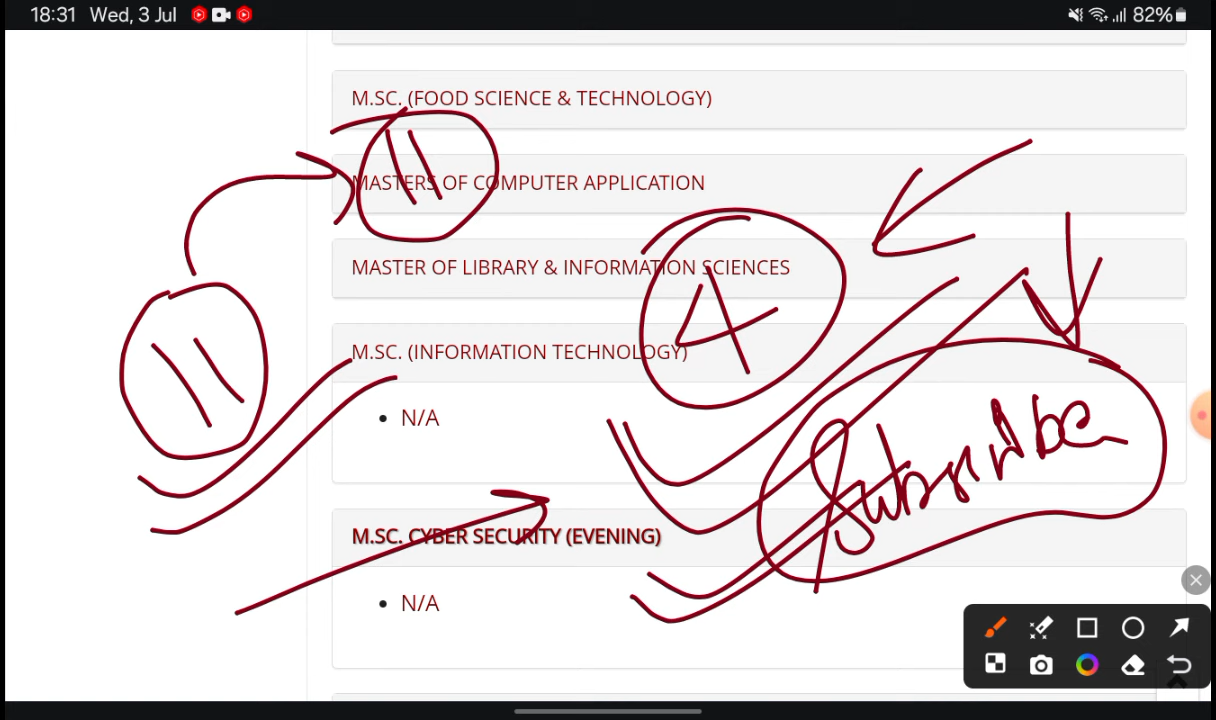 18:31 Wed, 3 Jul 82%
M.SC. (FOOD SCIENCE & TECHNOLOGY)
11
MASTERS OF COMPUTER APPLICATION
MASTER OF LIBRARY & INFORMATION SCIENCES
4
M.SC. (INFORMATION TECHNOLOGY)
11
• N/A
Subscribe
M.SC. CYBER SECURITY (EVENING)
• N/A